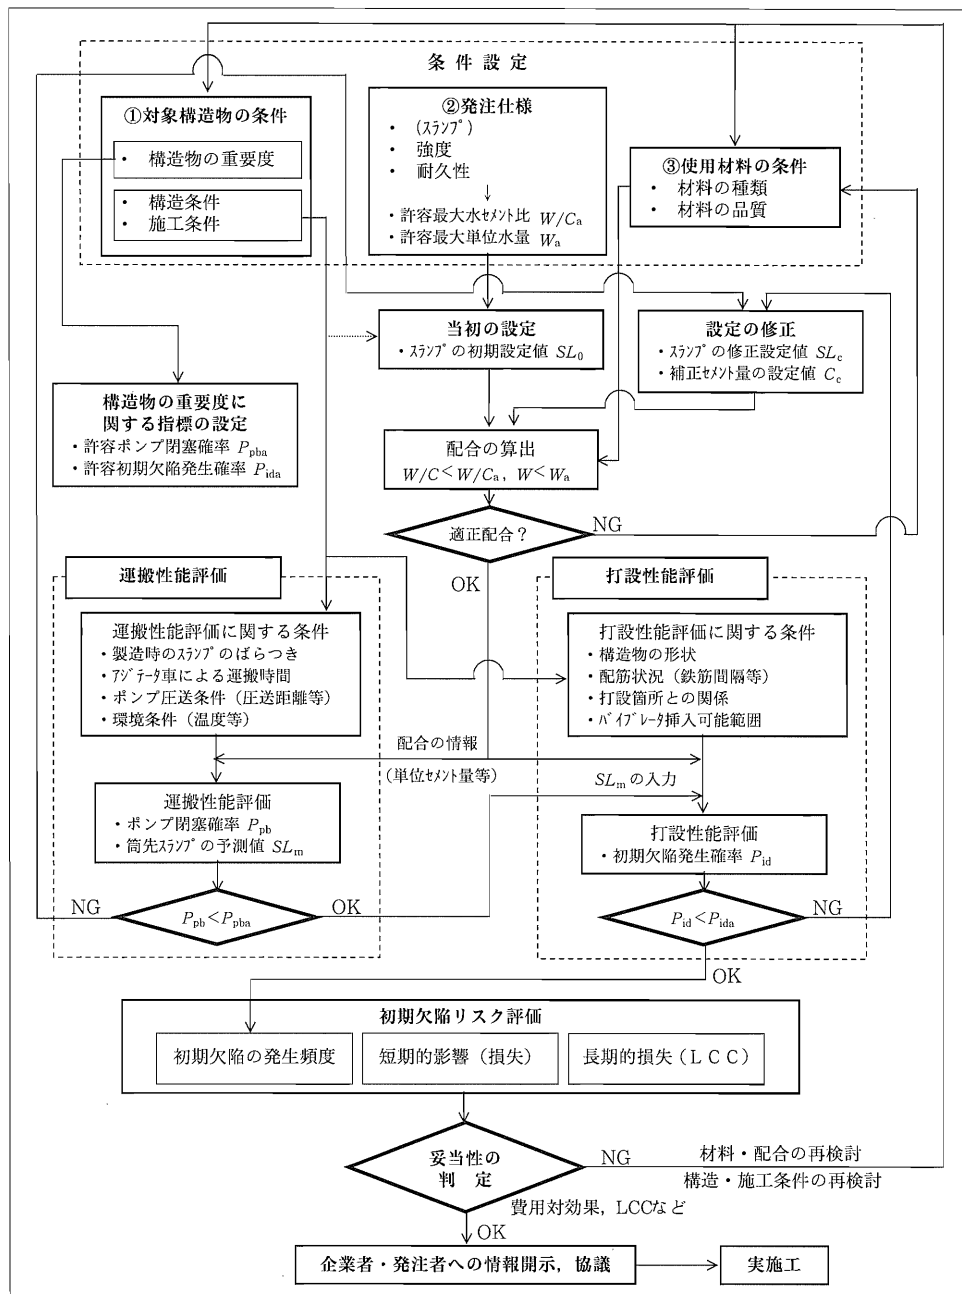 条件設定
①対象構造物の条件
・ 構造物の重要度
・ 構造条件
・ 施工条件
②発注仕様
・ (ｽﾗﾝﾌﾟ)
・ 強度
・ 耐久性
↓
・許容最大水ｾﾒﾝﾄ比 W/Ca
・許容最大単位水量 Wa
③使用材料の条件
・ 材料の種類
・ 材料の品質
当初の設定
・ｽﾗﾝﾌﾟの初期設定値 SL0
設定の修正
・ｽﾗﾝﾌﾟの修正設定値 SLc
・補正ｾﾒﾝﾄ量の設定値 Cc
構造物の重要度に
関する指標の設定
・許容ポンプ閉塞確率 Ppba
・許容初期欠陥発生確率 Pida
配合の算出
W/C＜W/Ca，W＜Wa
適正配合？
NG
OK
運搬性能評価
運搬性能評価に関する条件
・製造時のｽﾗﾝﾌﾟのばらつき
・ｱｼﾞﾃｰﾀ車による運搬時間
・ポンプ圧送条件（圧送距離等）
・環境条件（温度等）
打設性能評価
打設性能評価に関する条件
・構造物の形状
・配筋状況（鉄筋間隔等）
・打設箇所との関係
・ﾊﾞｲﾌﾞﾚｰﾀ挿入可能範囲
配合の情報
(単位ｾﾒﾝﾄ量等)
SLmの入力
運搬性能評価
・ポンプ閉塞確率 Ppb
・筒先ｽﾗﾝﾌﾟの予測値 SLm
打設性能評価
・初期欠陥発生確率 Pid
NG
Ppb＜Ppba
OK
Pid＜Pida
NG
OK
初期欠陥リスク評価
初期欠陥の発生頻度
短期的影響（損失）
長期的損失（ＬＣＣ）
妥当性の
判 定
NG
材料・配合の再検討
構造・施工条件の再検討
費用対効果，LCCなど
OK
企業者・発注者への情報開示，協議
実施工